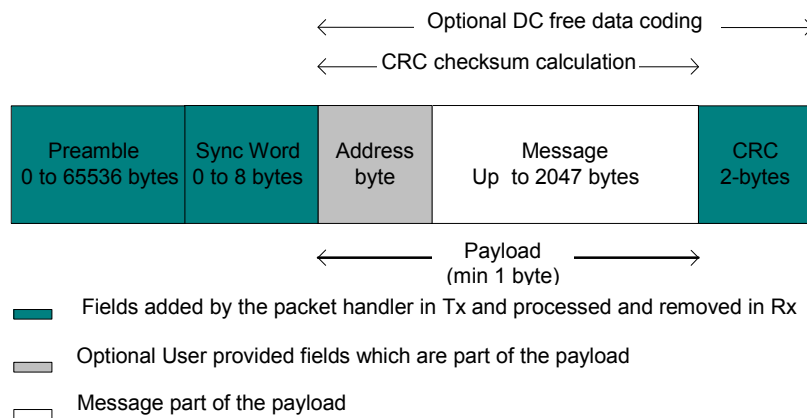 Optional DC free data coding
CRC checksum calculation
Preamble
0 to 65536 bytes
Sync Word
0 to 8 bytes
Address
byte
Message
Up to 2047 bytes
CRC
2-bytes
Payload
(min 1 byte)
Fields added by the packet handler in Tx and processed and removed in Rx
Optional User provided fields which are part of the payload
Message part of the payload